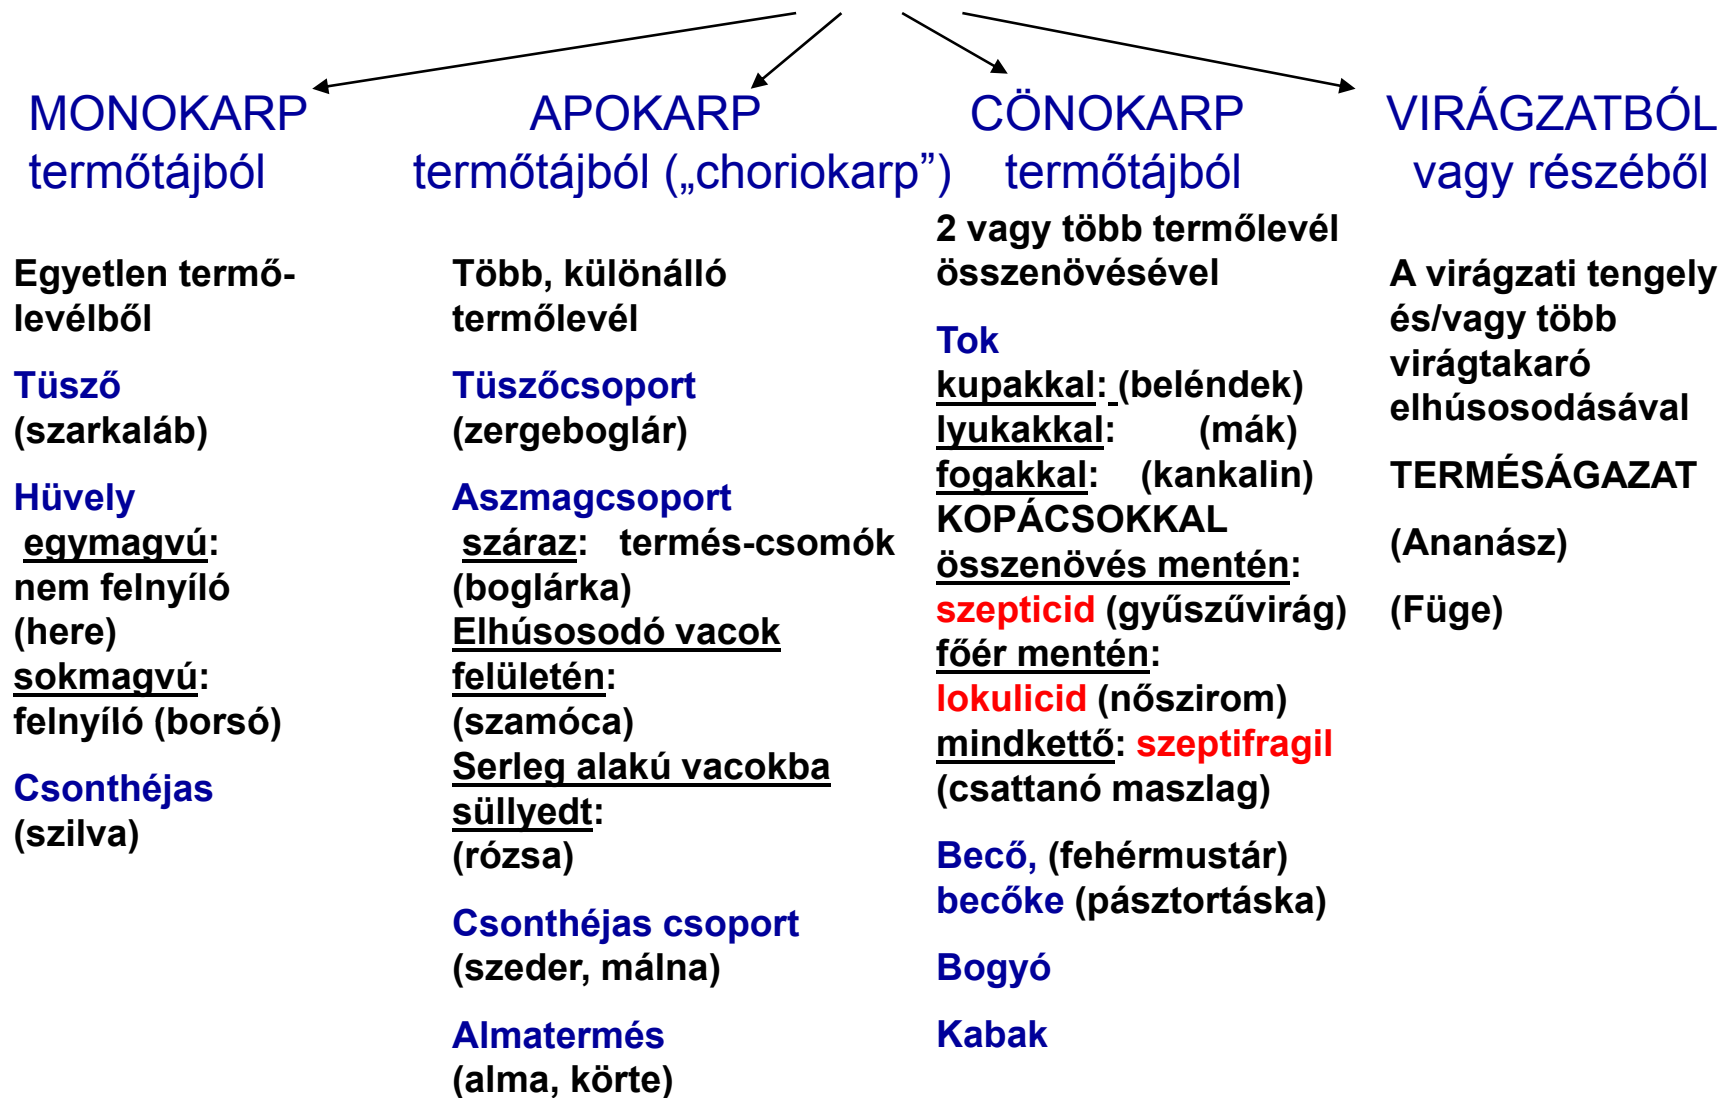 MONOKARP
termőtájból
Egyetlen termő-
levélből
Tüsző
(szarkaláb)
Hüvely
egymagvú:
nem felnyíló
(here)
sokmagvú:
felnyíló (borsó)
Csonthéjas
(szilva)
APOKARP
termőtájból („choriokarp”)
Több, különálló
termőlevél
Tüszőcsoport
(zergeboglár)
Aszmagcsoport
száraz: termés-csomók
(boglárka)
Elhúsosodó vacok
felületén:
(szamóca)
Serleg alakú vacokba
süllyedt:
(rózsa)
Csonthéjas csoport
(szeder, málna)
Almatermés
(alma, körte)
CÖNOKARP
termőtájból
2 vagy több termőlevél
összenövésével
Tok
kupakkal: (beléndek)
lyukakkal: (mák)
fogakkal: (kankalin)
KOPÁCSOKKAL
összenövés mentén:
szepticid (gyűszűvirág)
főér mentén:
lokulicid (nőszirom)
mindkettő: szeptifragil
(csattanó maszlag)
Becő, (fehérmustár)
becőke (pásztortáska)
Bogyó
Kabak
VIRÁGZATBÓL
vagy részéből
A virágzati tengely
és/vagy több
virágtakaró
elhúsosodásával
TERMÉSÁGAZAT
(Ananász)
(Füge)